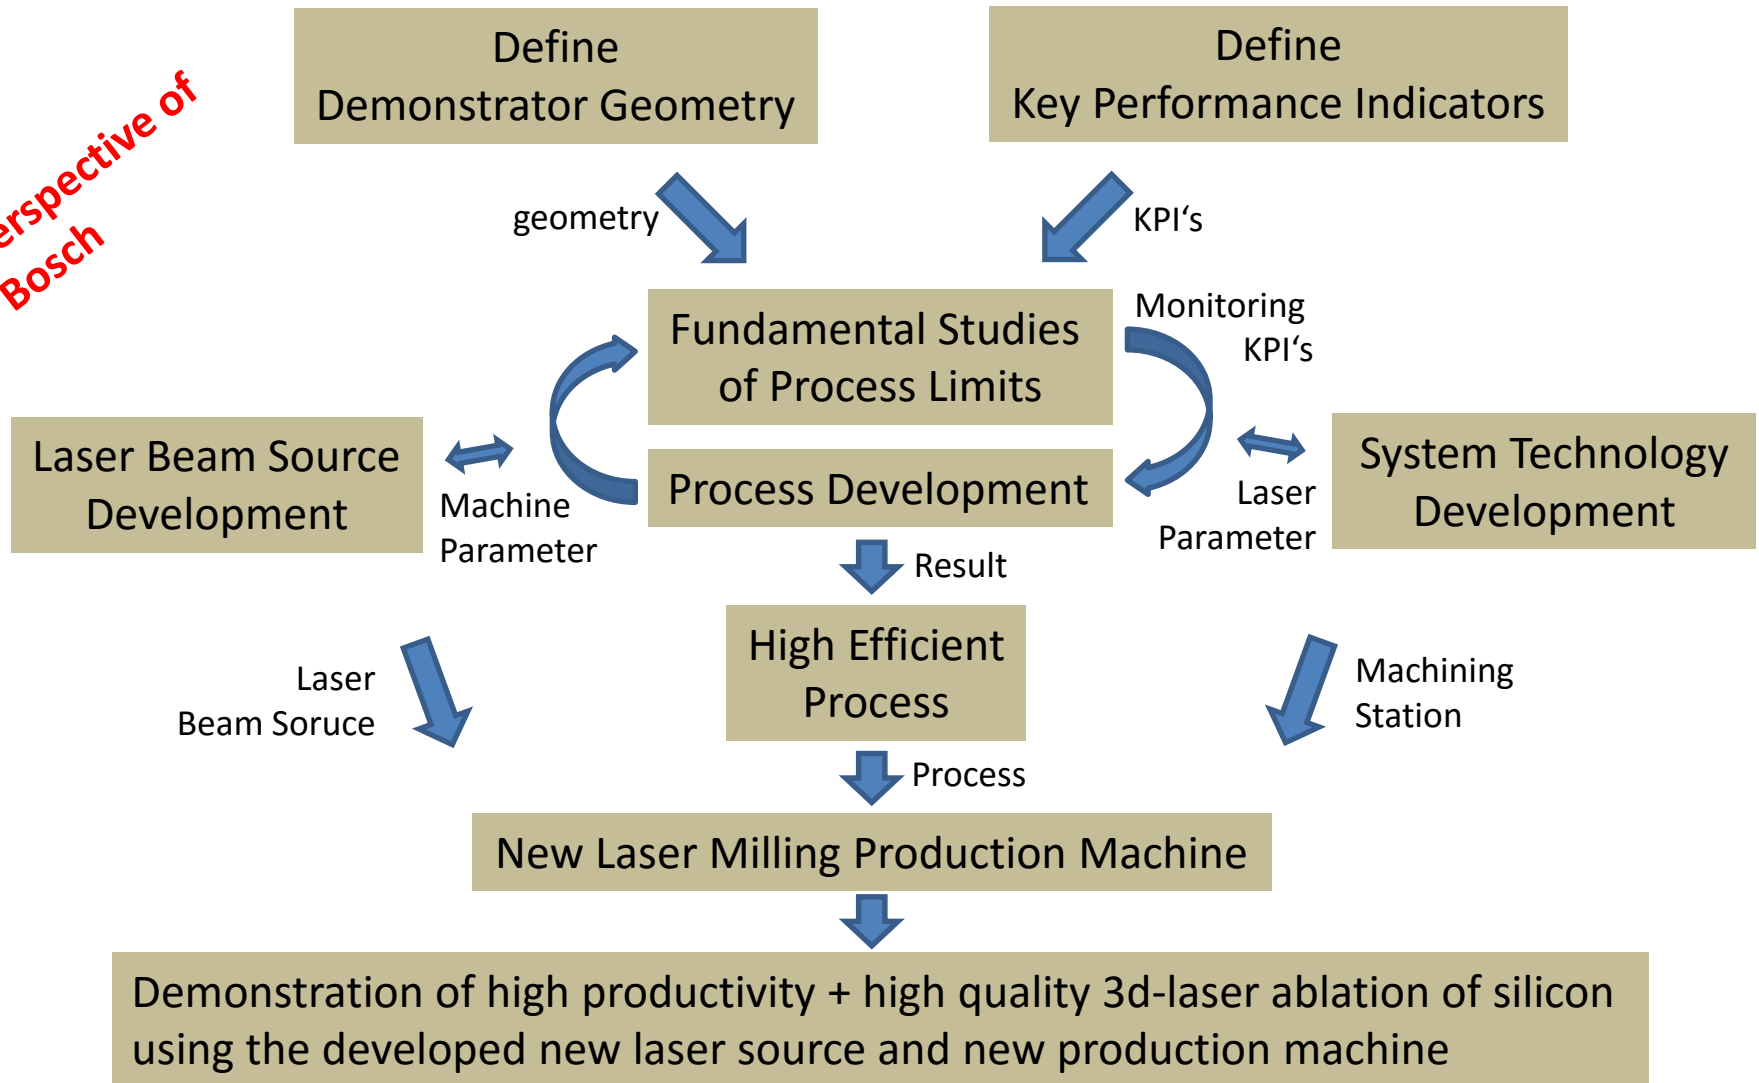 Define
Demonstrator Geometry
Define
Key Performance Indicators
erspective of
Bosch
geometry
KPI‘s
Fundamental Studies
of Process Limits
Monitoring
KPI‘s
Laser Beam Source
Development
Machine
Parameter
Process Development
Laser
Parameter
System Technology
Development
Result
High Efficient
Process
Laser
Beam Soruce
Machining
Station
Process
New Laser Milling Production Machine
Demonstration of high productivity + high quality 3d-laser ablation of silicon
using the developed new laser source and new production machine